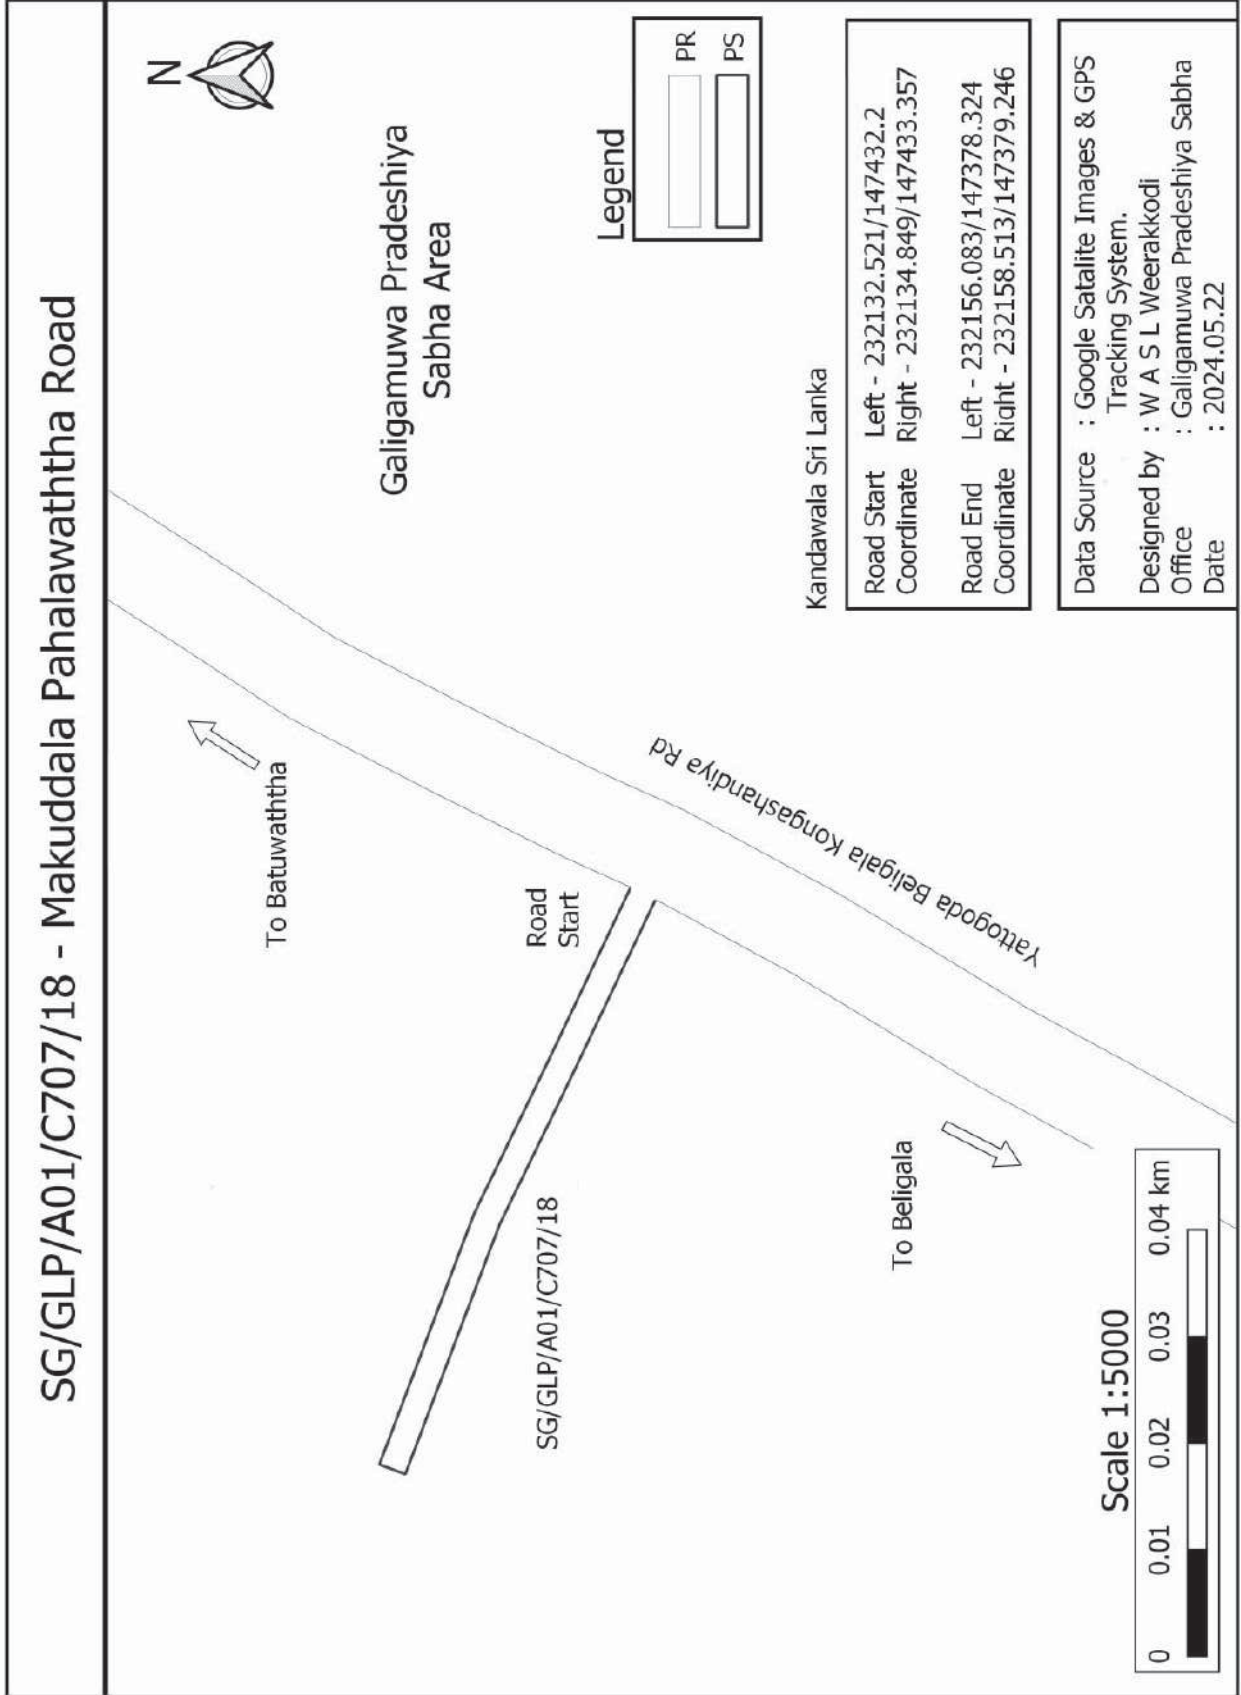 SG/GLP/A01/C707/18 - Makuddala Pahalawaththa Road
N
To Batuwaththa
Galigamuwa Pradeshiya
Sabha Area
Road
Start
SG/GLP/A01/C707/18
Legend
PR
PS
Yattogoda Beligala Kongashandiya Rd
To Beligala
Kandawala Sri Lanka
Road Start Left - 232132.521/147432.2
Coordinate Right - 232134.849/147433.357
Road End Left - 232156.083/147378.324
Coordinate Right - 232158.513/147379.246
Data Source : Google Satalite Images & GPS
Tracking System.
Designed by : W A S L Weerakkodi
Office : Galigamuwa Pradeshiya Sabha
Date : 2024.05.22
Scale 1:5000
0 0.01 0.02 0.03 0.04 km